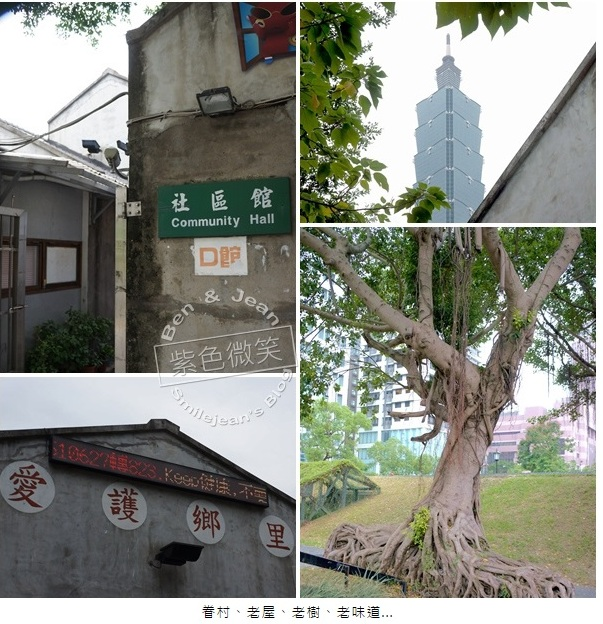 社區館
Community Hall
D館
Ben & Jean
紫色微笑
Smilejean's Blog
愛護鄉里
眷村、老屋、老樹、老味道...